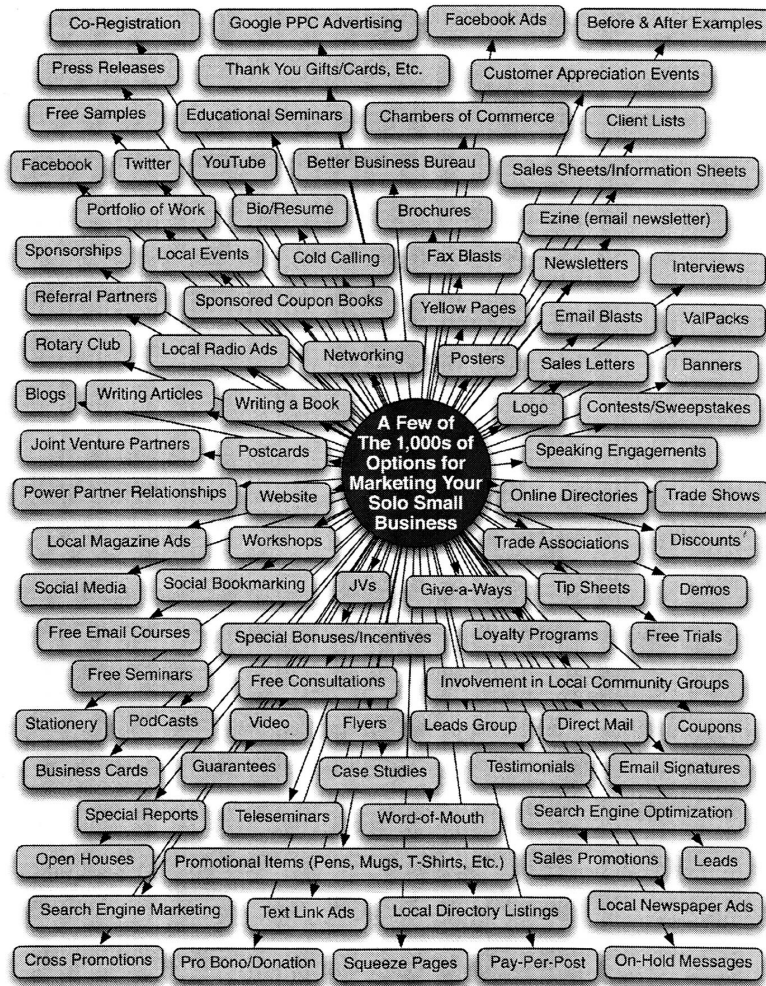 Co-Registration
Google PPC Advertising
Facebook Ads
Before & After Examples
Press Releases
Thank You Gifts/Cards, Etc.
Customer Appreciation Events
Free Samples
Educational Seminars
Chambers of Commerce
Client Lists
Facebook
Twitter
YouTube
Better Business Bureau
Sales Sheets/Information Sheets
Portfolio of Work
Bio/Resume
Brochures
Ezine (email newsletter)
Sponsorships
Local Events
Cold Calling
Fax Blasts
Newsletters
Interviews
Referral Partners
Sponsored Coupon Books
Yellow Pages
Email Blasts
ValPacks
Rotary Club
Local Radio Ads
Networking
Posters
Sales Letters
Banners
Blogs
Writing Articles
Writing a Book
Logo
Contests/Sweepstakes
A Few of
The 1,000s of
Options for
Marketing Your
Solo Small
Business
Joint Venture Partners
Postcards
Speaking Engagements
Power Partner Relationships
Website
Online Directories
Trade Shows
Local Magazine Ads
Workshops
Trade Associations
Discounts
Social Media
Social Bookmarking
JVs
Give-a-Ways
Tip Sheets
Demos
Free Email Courses
Special Bonuses/Incentives
Loyalty Programs
Free Trials
Free Seminars
Free Consultations
Involvement in Local Community Groups
Stationery
PodCasts
Video
Flyers
Leads Group
Direct Mail
Coupons
Business Cards
Guarantees
Case Studies
Testimonials
Email Signatures
Special Reports
Teleseminars
Word-of-Mouth
Search Engine Optimization
Open Houses
Promotional Items (Pens, Mugs, T-Shirts, Etc.)
Sales Promotions
Leads
Search Engine Marketing
Text Link Ads
Local Directory Listings
Local Newspaper Ads
Cross Promotions
Pro Bono/Donation
Squeeze Pages
Pay-Per-Post
On-Hold Messages